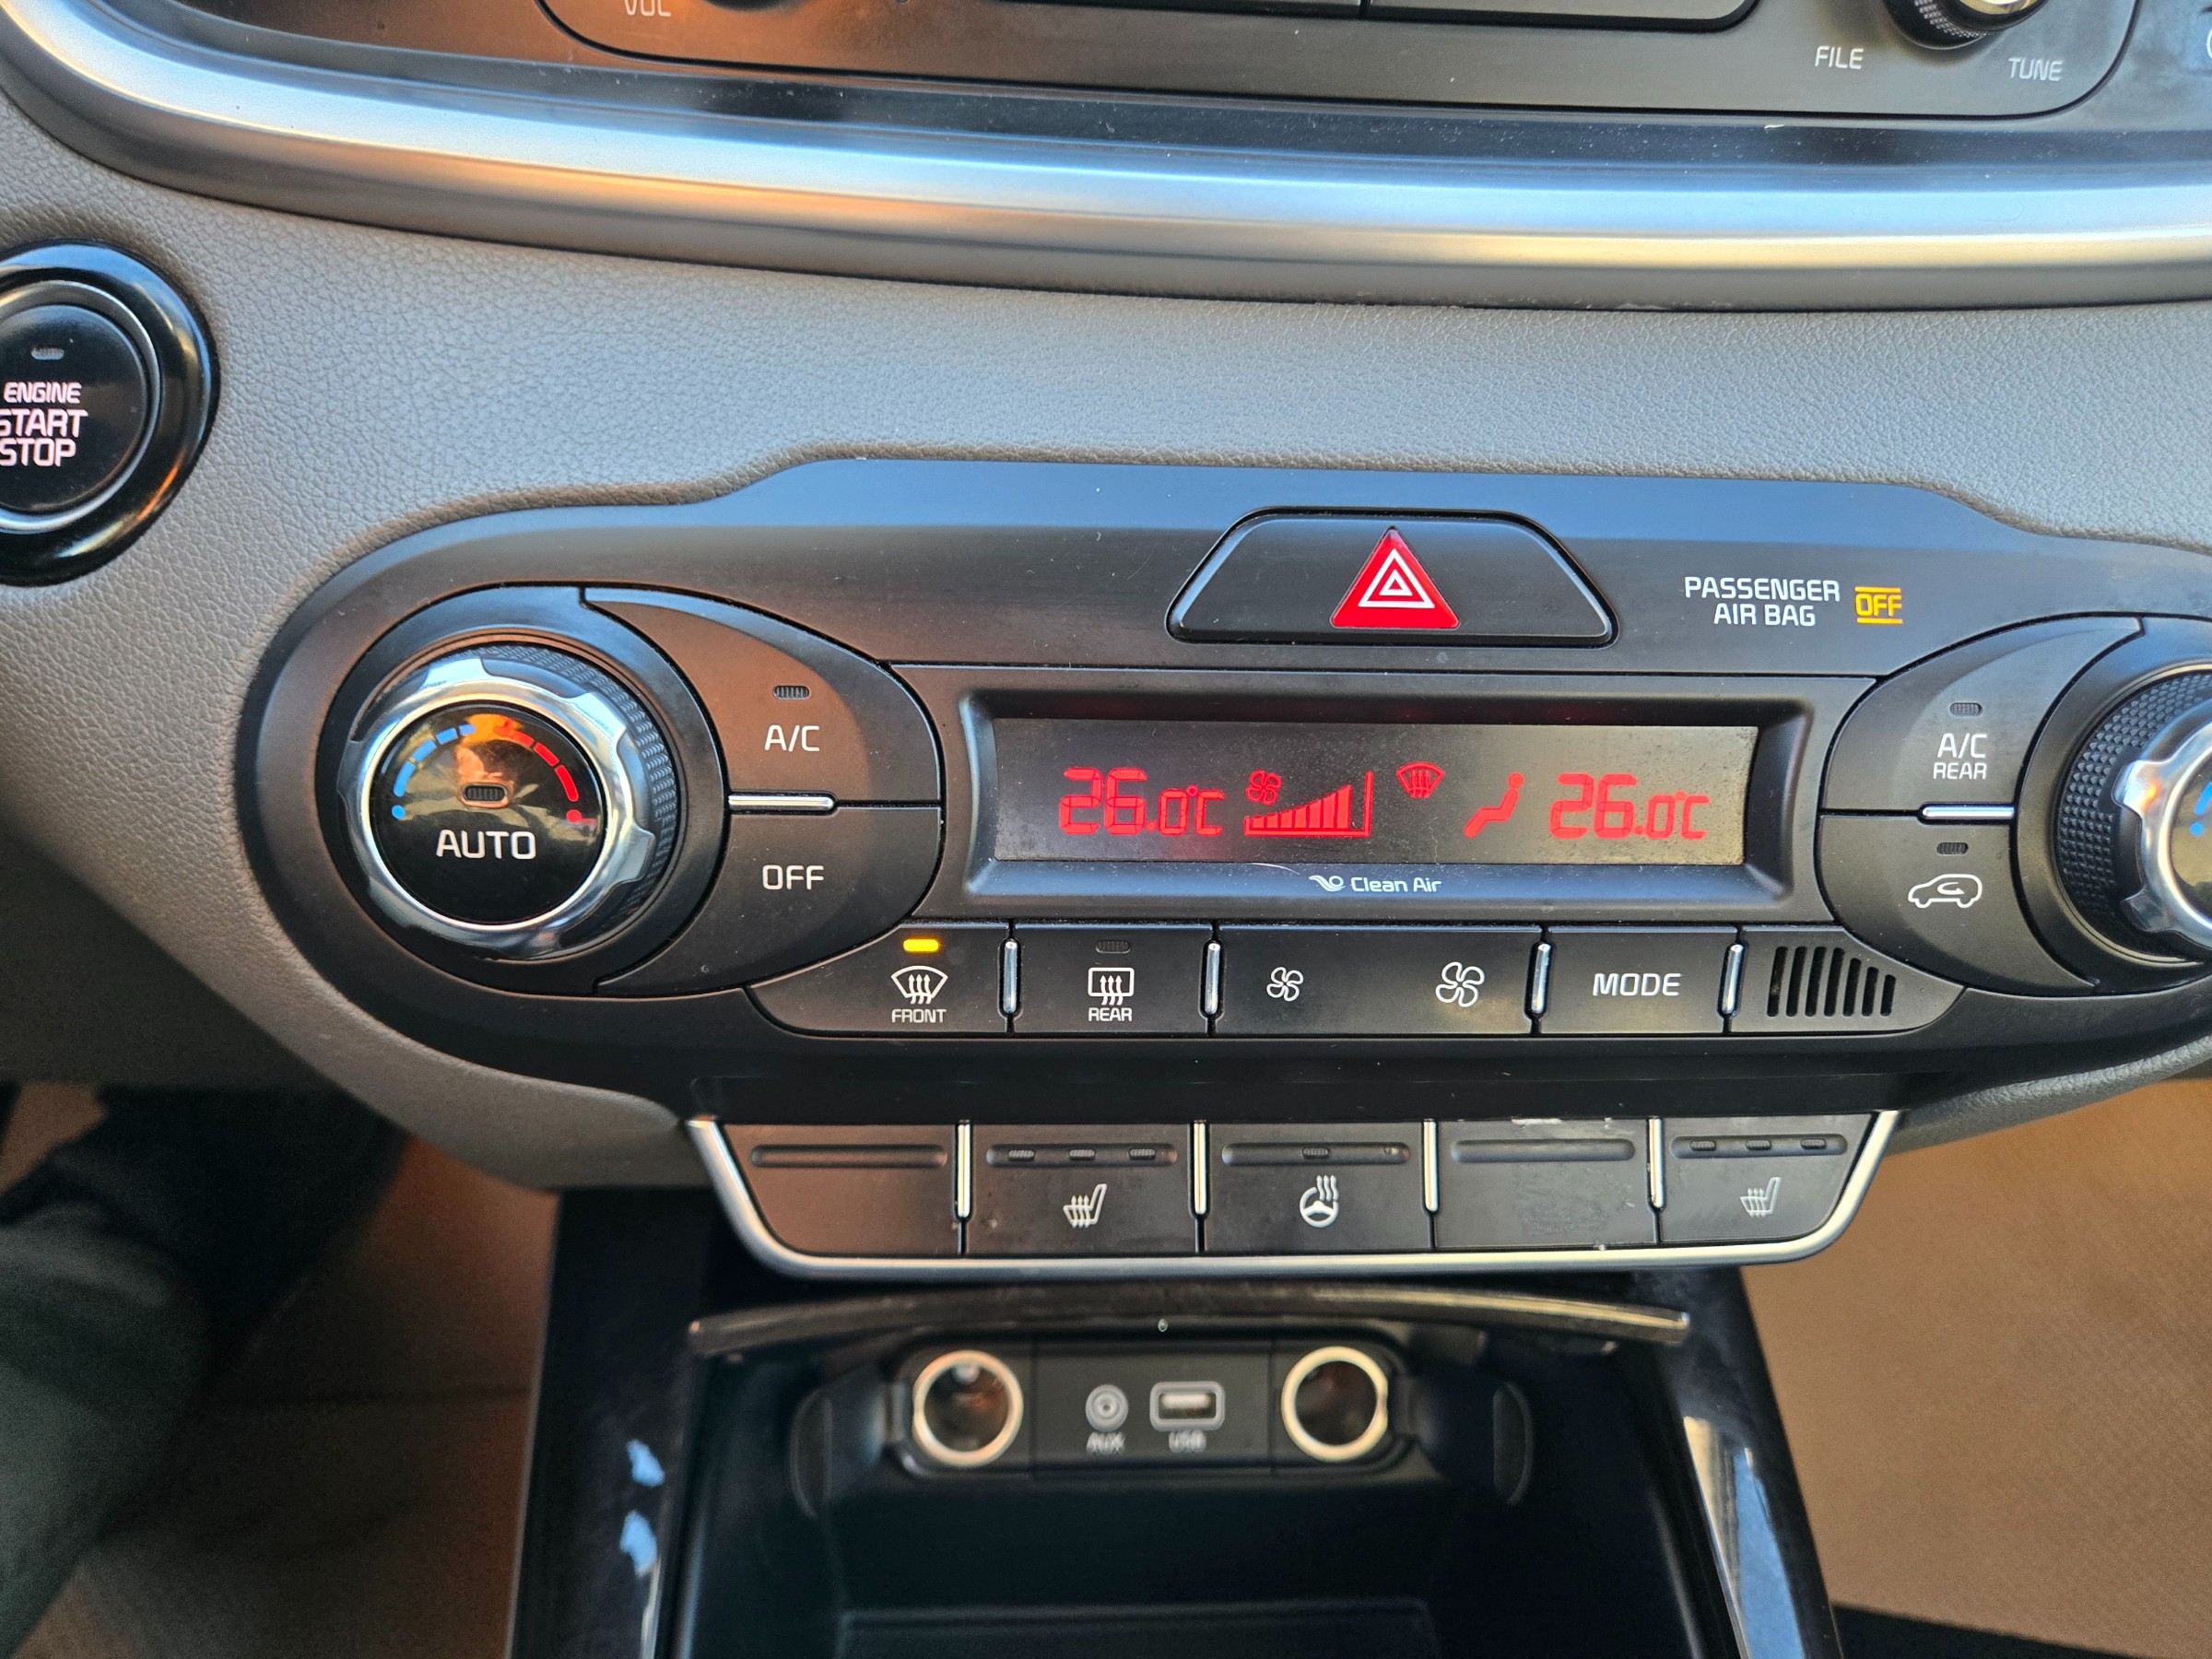 VOL
FILE
TUNE
ENGINE
START
STOP
PASSENGER
AIR BAG
OFF
A/C
A/C
REAR
26.0°C
26.0°C
AUTO
OFF
Clean Air
FRONT
REAR
MODE
AUX
USB